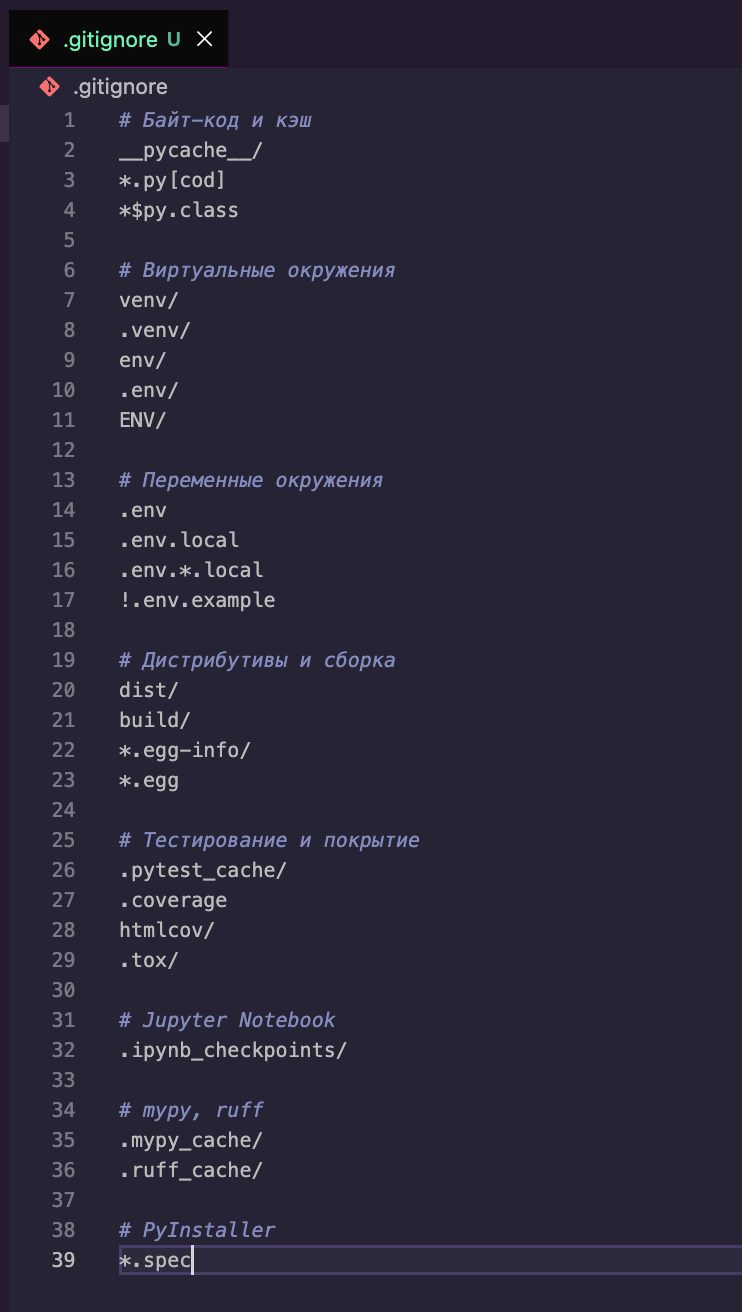 .gitignore U
.gitignore
1 # Байт-код и кэш
2 __pycache__/
3 *.py[cod]
4 *$py.class
5
6 # Виртуальные окружения
7 venv/
8 .venv/
9 env/
10 .env/
11 ENV/
12
13 # Переменные окружения
14 .env
15 .env.local
16 .env.*.local
17 !.env.example
18
19 # Дистрибутивы и сборка
20 dist/
21 build/
22 *.egg-info/
23 *.egg
24
25 # Тестирование и покрытие
26 .pytest_cache/
27 .coverage
28 htmlcov/
29 .tox/
30
31 # Jupyter Notebook
32 .ipynb_checkpoints/
33
34 # mypy, ruff
35 .mypy_cache/
36 .ruff_cache/
37
38 # PyInstaller
39 *.spec